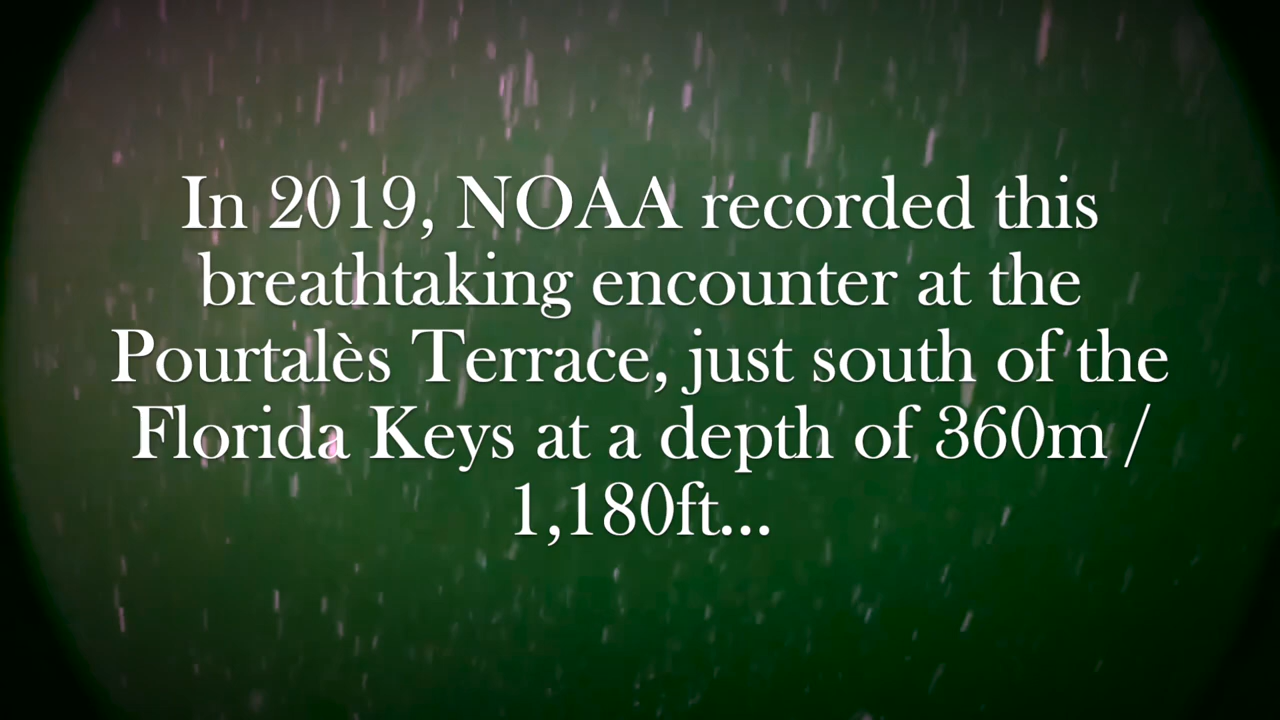 In 2019, NOAA recorded this
breathtaking encounter at the
Pourtalès Terrace, just south of the
Florida Keys at a depth of 360m /
1,180ft...